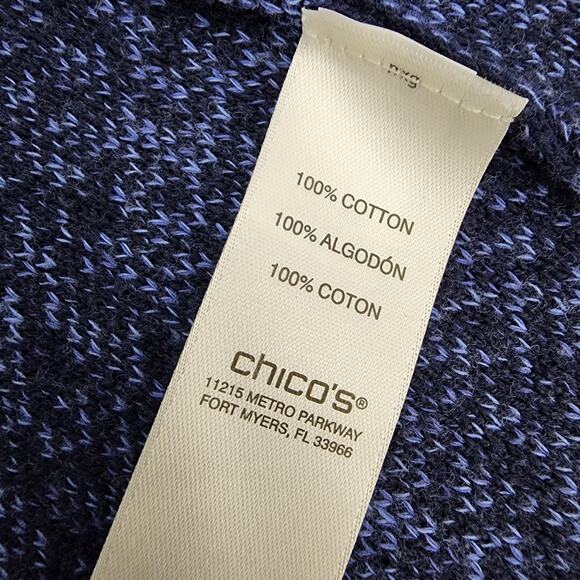 100% COTTON
100% ALGODÓN
100% COTON
chico's®
11215 METRO PARKWAY
FORT MYERS, FL 33966